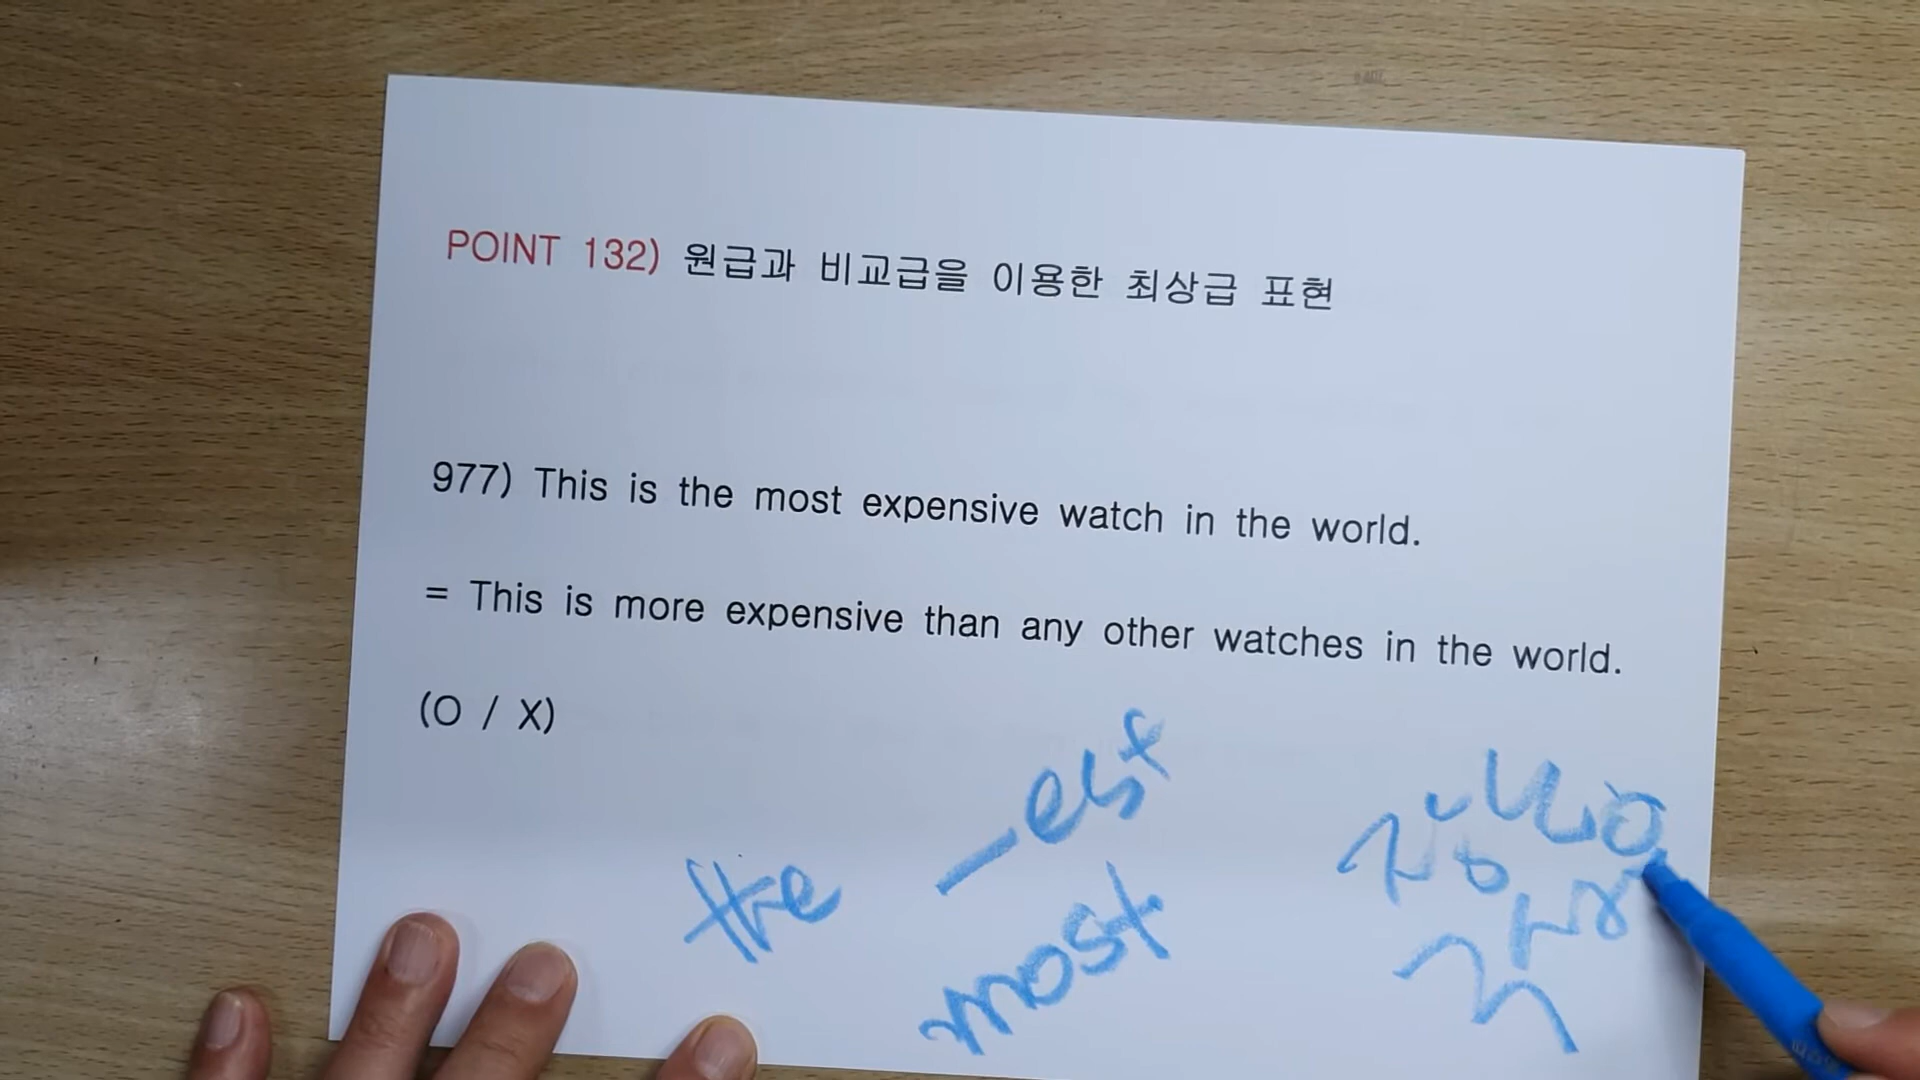 POINT 132) 원급과 비교급을 이용한 최상급 표현
977) This is the most expensive watch in the world.
= This is more expensive than any other watches in the world.
(O / X)
the –est
most